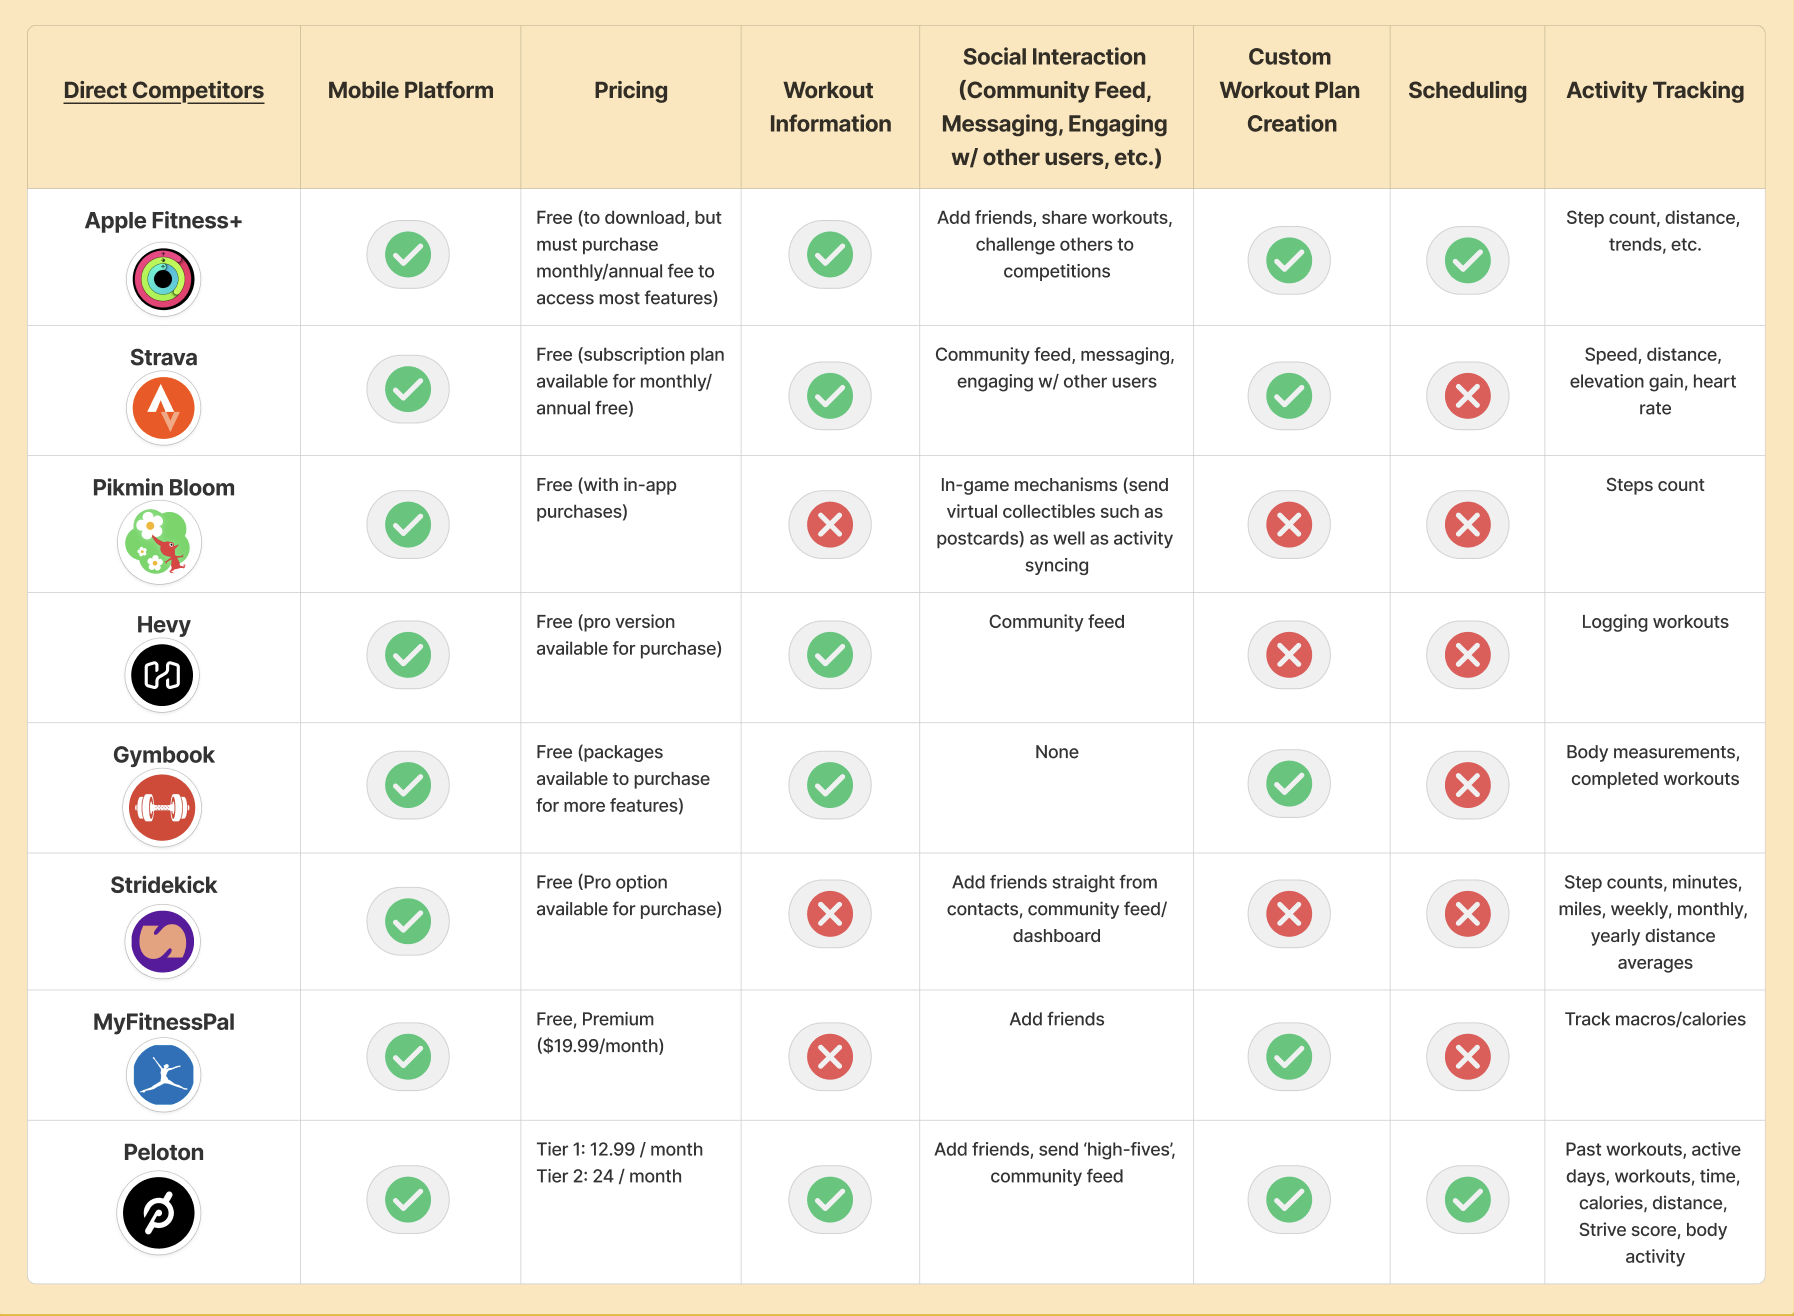 Direct Competitors
Mobile Platform
Pricing
Workout
Information
Social Interaction
(Community Feed,
Messaging, Engaging
w/ other users, etc.)
Custom
Workout Plan
Creation
Scheduling
Activity Tracking
Apple Fitness+
Free (to download, but
must purchase
monthly/annual fee to
access most features)
Add friends, share workouts,
challenge others to
competitions
Step count, distance,
trends, etc.
Strava
Free (subscription plan
available for monthly/
annual free)
Community feed, messaging,
engaging w/ other users
Speed, distance,
elevation gain, heart
rate
Pikmin Bloom
Free (with in-app
purchases)
In-game mechanisms (send
virtual collectibles such as
postcards) as well as activity
syncing
Steps count
Hevy
Free (pro version
available for purchase)
Community feed
Logging workouts
Gymbook
Free (packages
available to purchase
for more features)
None
Body measurements,
completed workouts
Stridekick
Free (Pro option
available for purchase)
Add friends straight from
contacts, community feed/
dashboard
Step counts, minutes,
miles, weekly, monthly,
yearly distance
averages
MyFitnessPal
Free, Premium
($19.99/month)
Add friends
Track macros/calories
Peloton
Tier 1: 12.99 / month
Tier 2: 24 / month
Add friends, send ‘high-fives’,
community feed
Past workouts, active
days, workouts, time,
calories, distance,
Strive score, body
activity